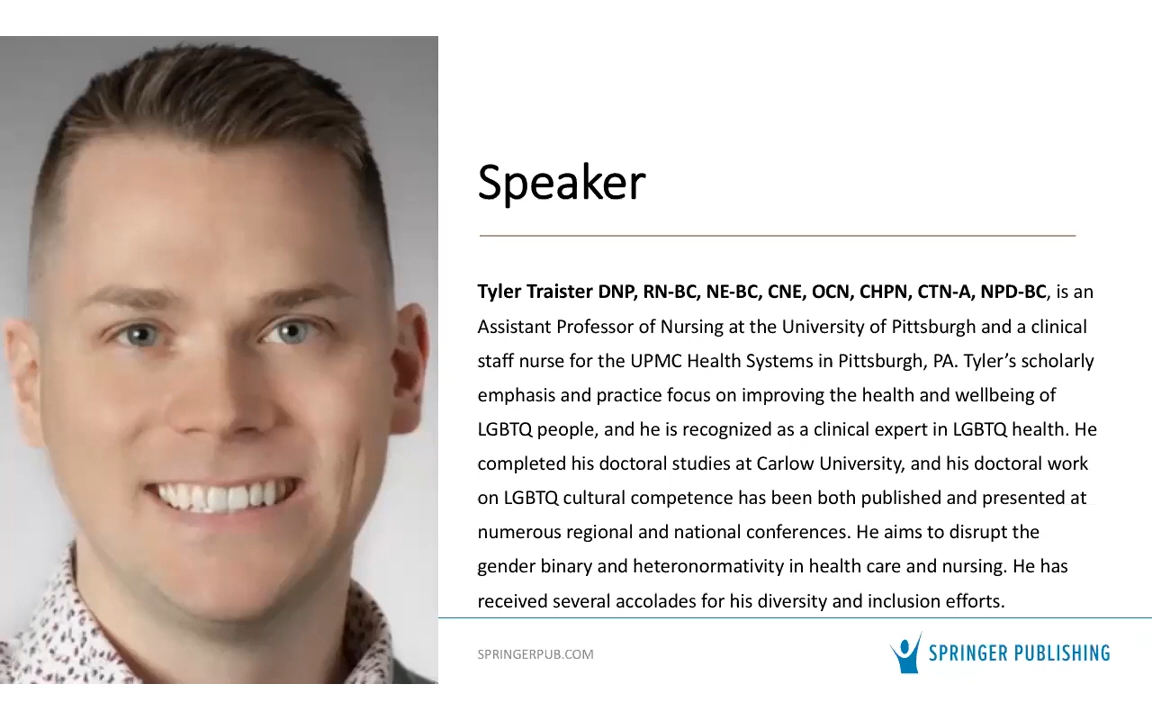 Speaker
Tyler Traister DNP, RN-BC, NE-BC, CNE, OCN, CHPN, CTN-A, NPD-BC, is an
Assistant Professor of Nursing at the University of Pittsburgh and a clinical
staff nurse for the UPMC Health Systems in Pittsburgh, PA. Tyler’s scholarly
emphasis and practice focus on improving the health and wellbeing of
LGBTQ people, and he is recognized as a clinical expert in LGBTQ health. He
completed his doctoral studies at Carlow University, and his doctoral work
on LGBTQ cultural competence has been both published and presented at
numerous regional and national conferences. He aims to disrupt the
gender binary and heteronormativity in health care and nursing. He has
received several accolades for his diversity and inclusion efforts.
SPRINGERPUB.COM
SPRINGER PUBLISHING